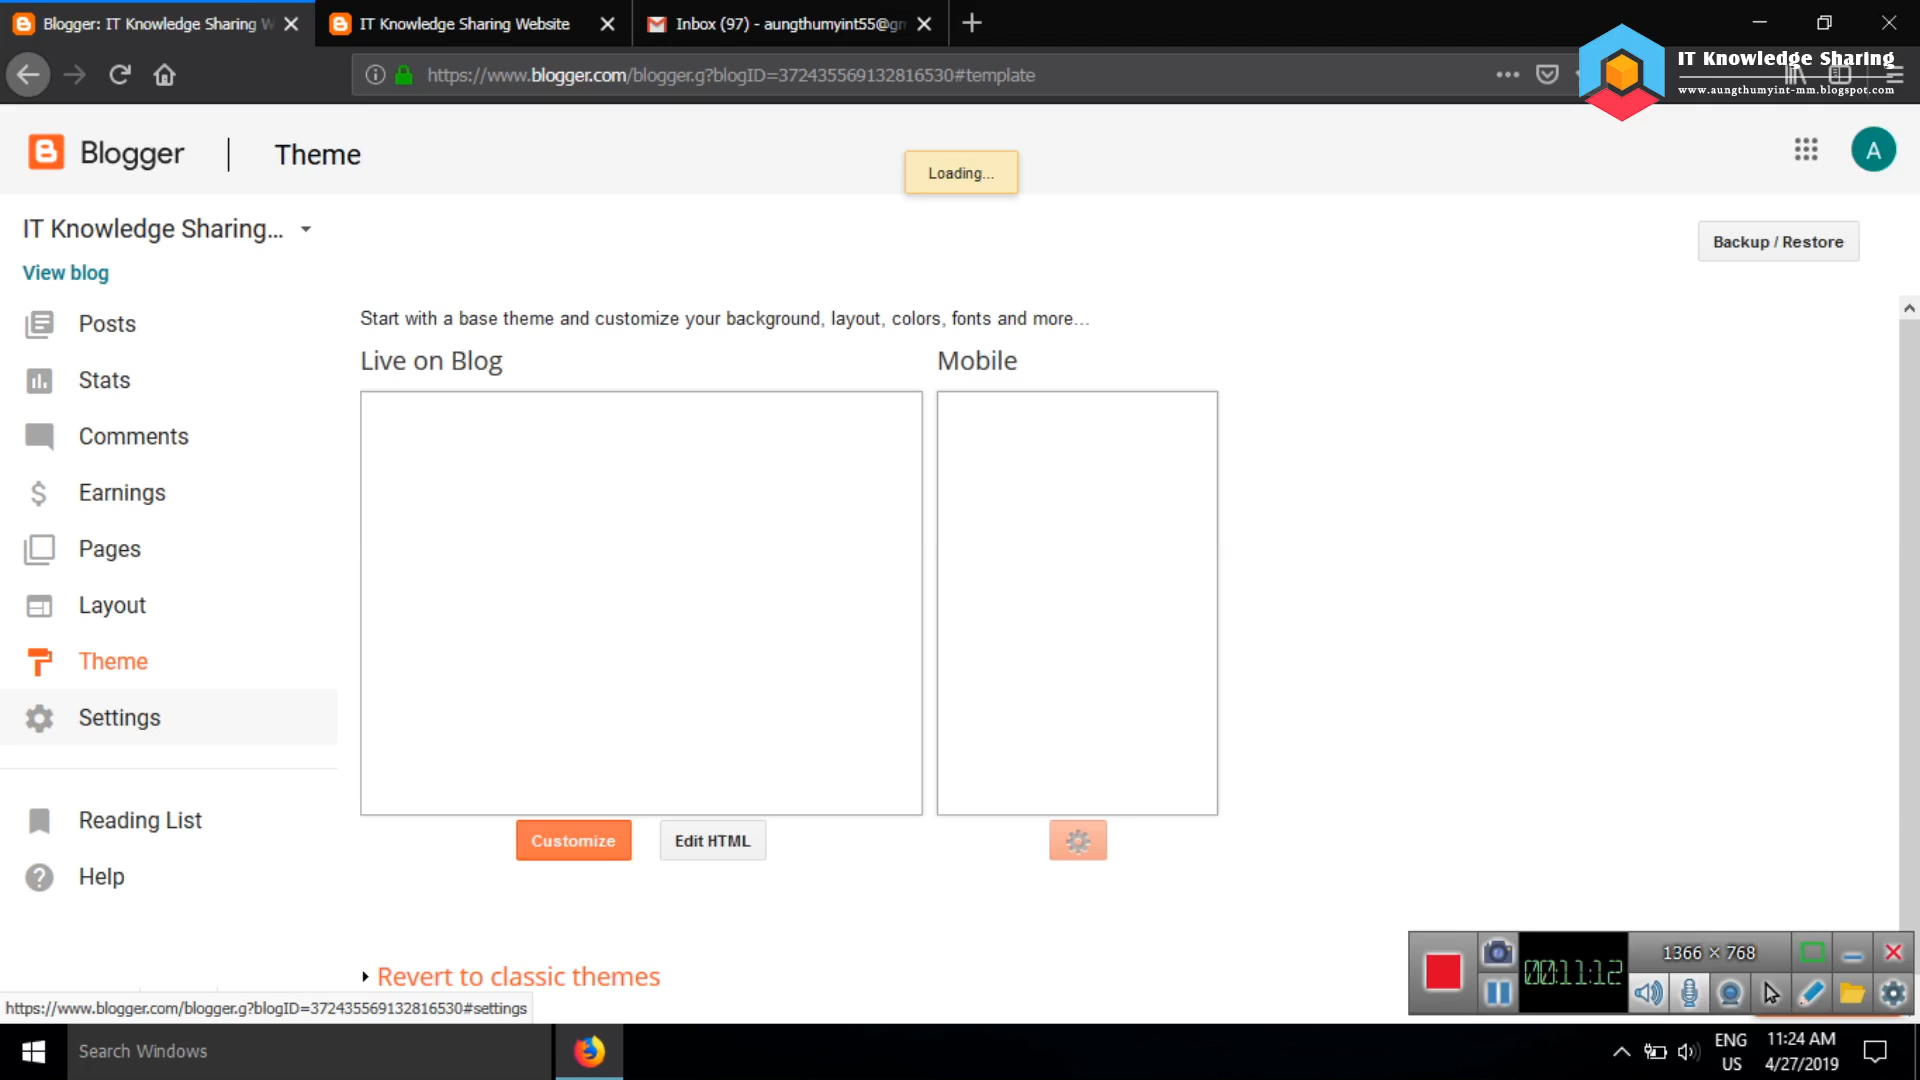 Blogger: IT Knowledge Sharing W
IT Knowledge Sharing Website
Inbox (97) - aungthumyint55@gm
https://www.blogger.com/blogger.g?blogID=372435569132816530#template
IT Knowledge Sharing
www.aungthumyint-mm.blogspot.com
Blogger
Theme
Loading...
A
IT Knowledge Sharing...
Backup / Restore
View blog
Posts
Stats
Comments
Earnings
Pages
Layout
Theme
Settings
Reading List
Help
Start with a base theme and customize your background, layout, colors, fonts and more...
Live on Blog
Mobile
Customize
Edit HTML
Revert to classic themes
https://www.blogger.com/blogger.g?blogID=372435569132816530#settings
1366 × 768
00:11:12
Search Windows
ENG
US
11:24 AM
4/27/2019